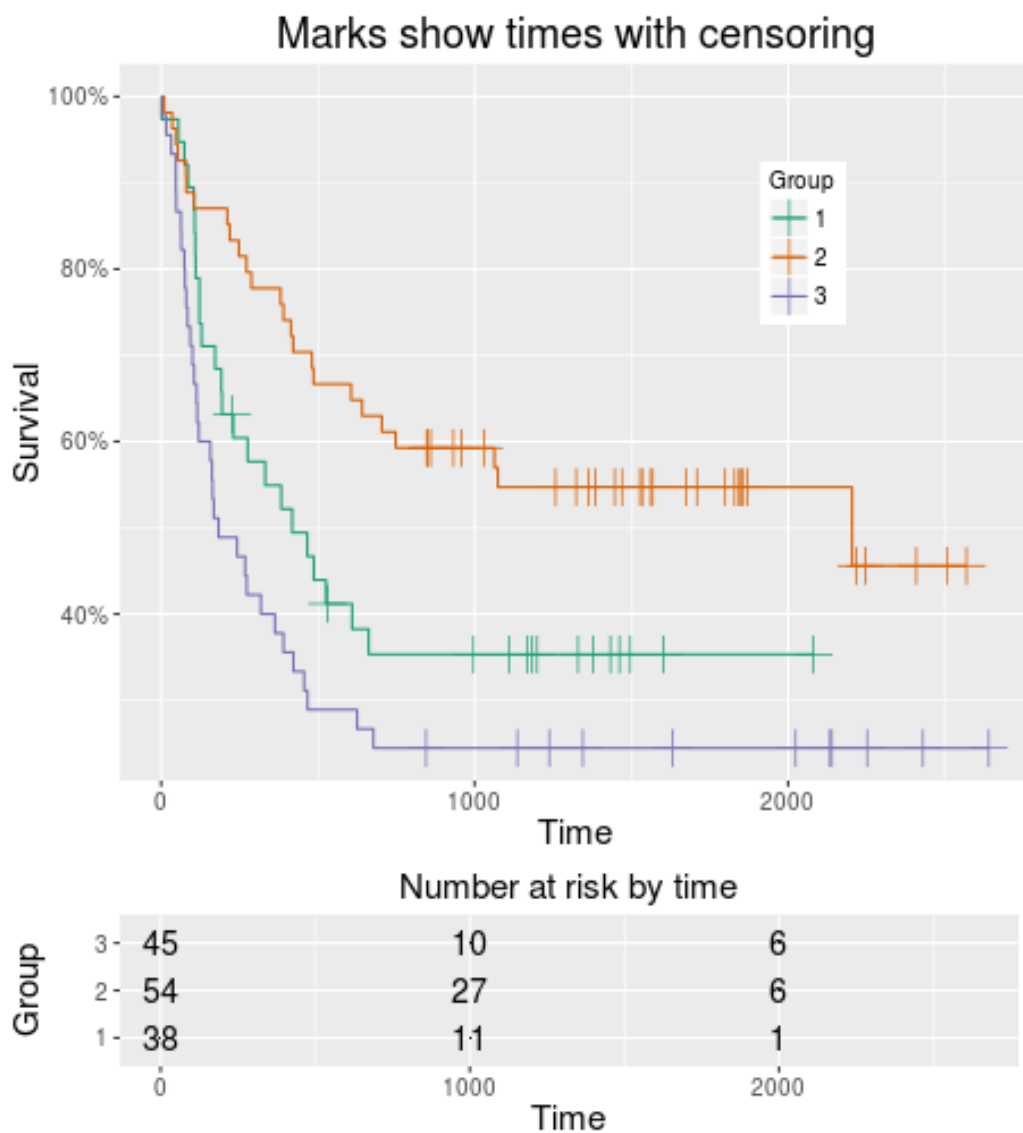 Marks show times with censoring
100%
80%
60%
40%
Survival
Group
1
2
3
0 1000 2000
Time
Number at risk by time
Group
3 45 10 6
2 54 27 6
1 38 11 1
0 1000 2000
Time